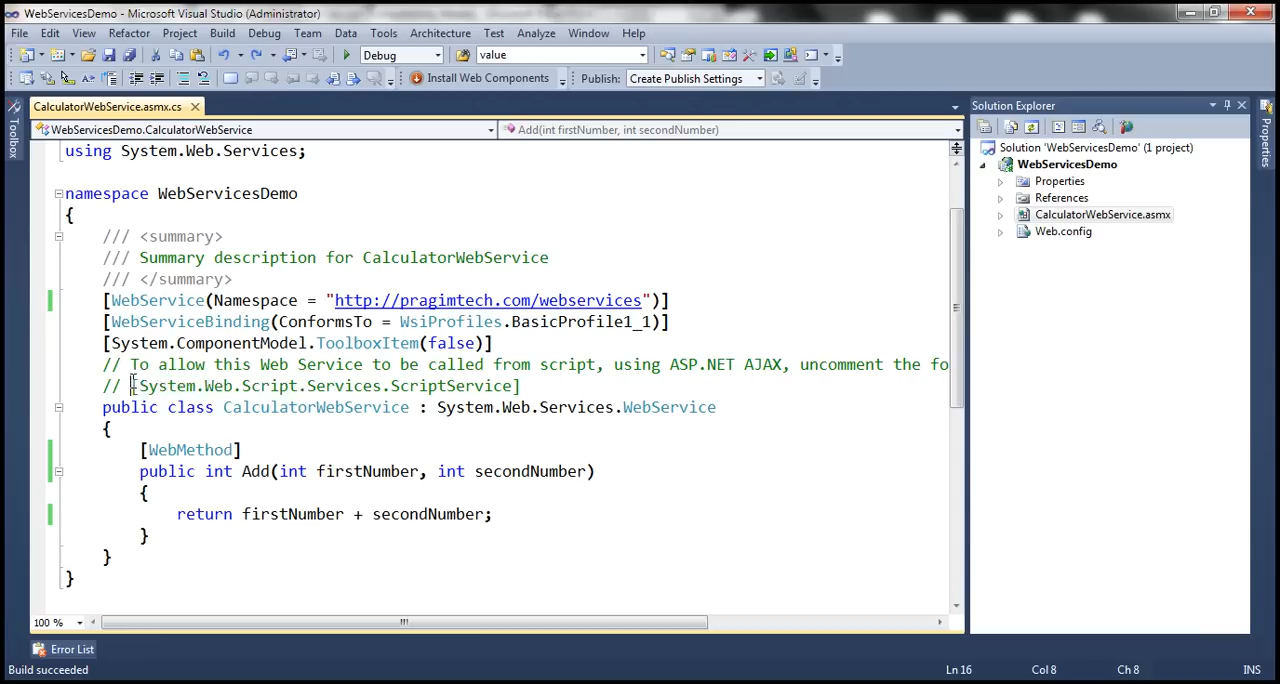 WebServicesDemo - Microsoft Visual Studio (Administrator)
File Edit View Refactor Project Build Debug Team Data Tools Architecture Test Analyze Window Help
Debug value
Install Web Components Publish: Create Publish Settings
Toolbox
CalculatorWebService.asmx.cs
WebServicesDemo.CalculatorWebService Add(int firstNumber, int secondNumber)
using System.Web.Services;
namespace WebServicesDemo
{
/// <summary>
/// Summary description for CalculatorWebService
/// </summary>
[WebService(Namespace = "http://pragimtech.com/webservices")]
[WebServiceBinding(ConformsTo = WsiProfiles.BasicProfile1_1)]
[System.ComponentModel.ToolboxItem(false)]
// To allow this Web Service to be called from script, using ASP.NET AJAX, uncomment the fo
// [System.Web.Script.Services.ScriptService]
public class CalculatorWebService : System.Web.Services.WebService
{
[WebMethod]
public int Add(int firstNumber, int secondNumber)
{
return firstNumber + secondNumber;
}
}
}
100 %
Solution Explorer
Solution 'WebServicesDemo' (1 project)
WebServicesDemo
Properties
References
CalculatorWebService.asmx
Web.config
Properties
Error List
Build succeeded Ln 16 Col 8 Ch 8 INS